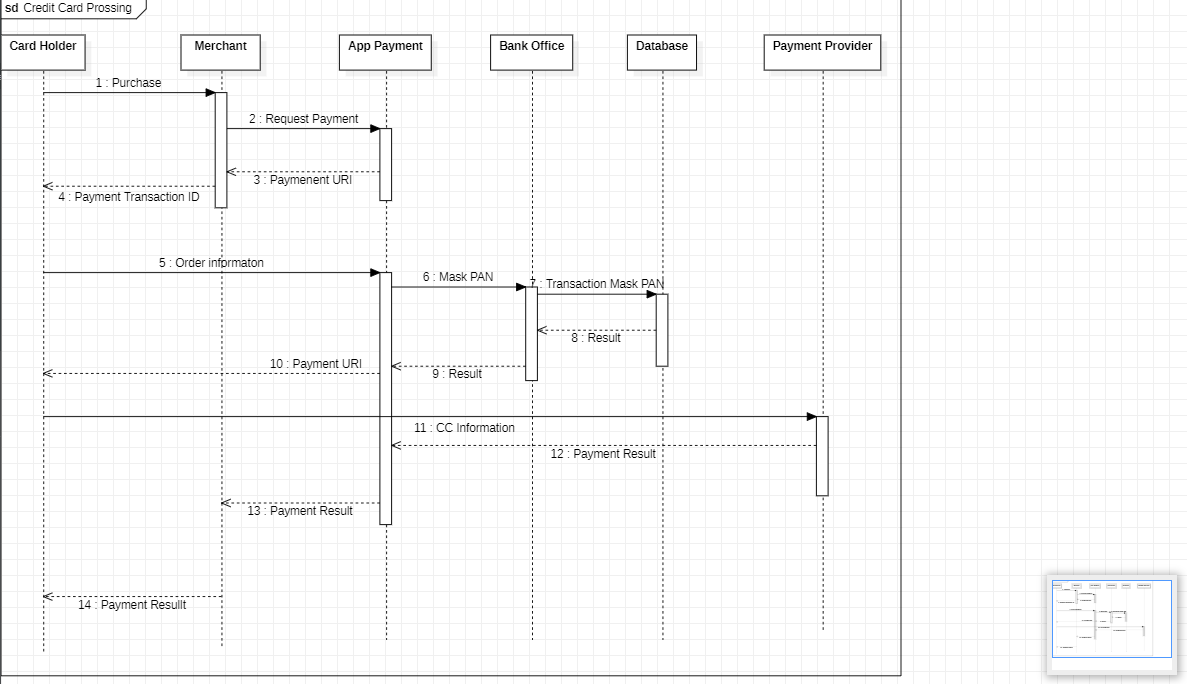 sd Credit Card Prossing
Card Holder
Merchant
App Payment
Bank Office
Database
Payment Provider
1 : Purchase
2 : Request Payment
3 : Paymenent URI
4 : Payment Transaction ID
5 : Order informaton
6 : Mask PAN
7 : Transaction Mask PAN
8 : Result
9 : Result
10 : Payment URI
11 : CC Information
12 : Payment Result
13 : Payment Result
14 : Payment Resullt